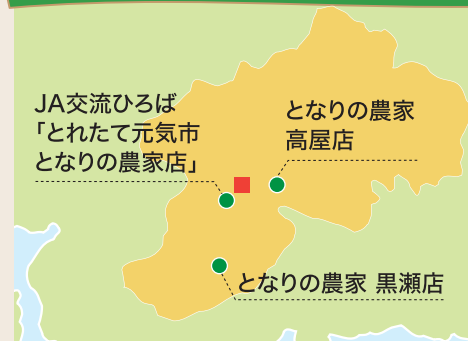 JA交流ひろば
「とれたて元気市
となりの農家店」
となりの農家
高屋店
となりの農家 黒瀬店